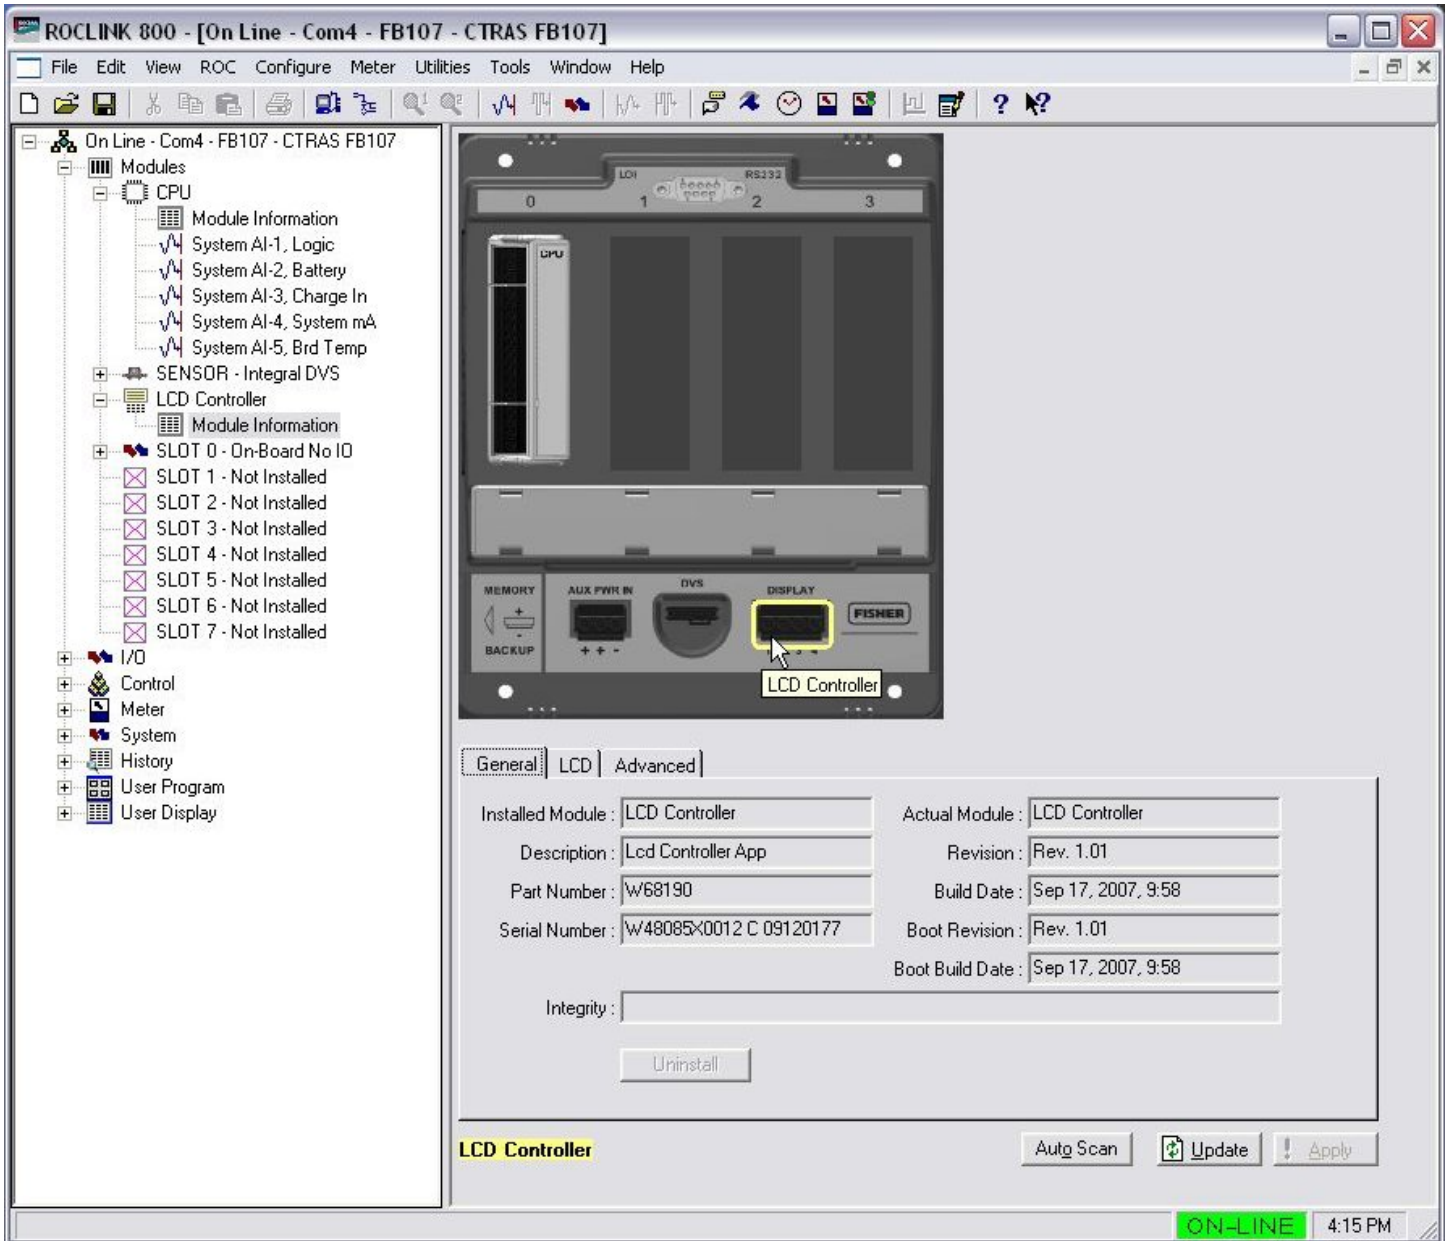 ROCLINK 800 - [On Line - Com4 - FB107 - CTRAS FB107]
File Edit View ROC Configure Meter Utilities Tools Window Help
On Line - Com4 - FB107 - CTRAS FB107
Modules
CPU
Module Information
System AI-1, Logic
System AI-2, Battery
System AI-3, Charge In
System AI-4, System mA
System AI-5, Brd Temp
SENSOR - Integral DVS
LCD Controller
Module Information
SLOT 0 - On-Board No IO
SLOT 1 - Not Installed
SLOT 2 - Not Installed
SLOT 3 - Not Installed
SLOT 4 - Not Installed
SLOT 5 - Not Installed
SLOT 6 - Not Installed
SLOT 7 - Not Installed
I/O
Control
Meter
System
History
User Program
User Display
LOI RS232
0 1 2 3
CPU
MEMORY AUX PWR IN DVS DISPLAY
+
-
FISHER
BACKUP + + - 3 4
LCD Controller
General LCD Advanced
Installed Module : LCD Controller Actual Module : LCD Controller
Description : Lcd Controller App Revision : Rev. 1.01
Part Number : W68190 Build Date : Sep 17, 2007, 9:58
Serial Number : W48085X0012 C 09120177 Boot Revision : Rev. 1.01
Boot Build Date : Sep 17, 2007, 9:58
Integrity :
Uninstall
LCD Controller Auto Scan Update Apply
ON-LINE 4:15 PM